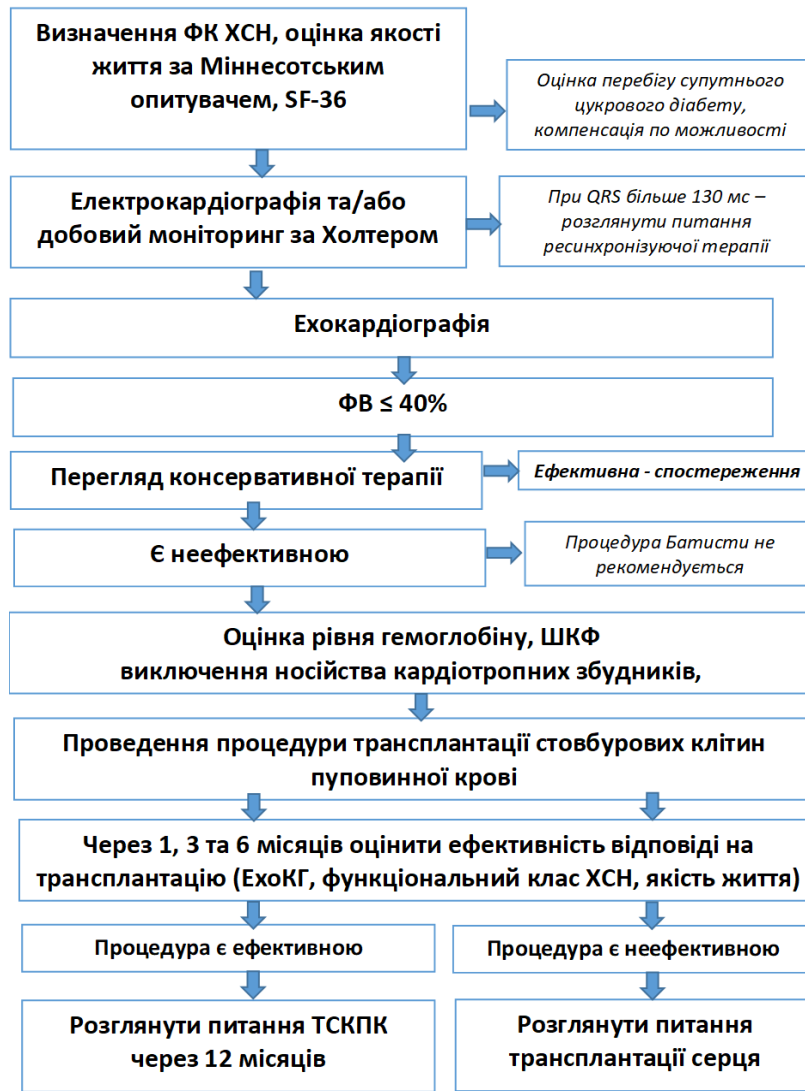 Визначення ФК ХСН, оцінка якості
життя за Міннесотським
опитувачем, SF-36
Оцінка перебігу супутнього
цукрового діабету,
компенсація по можливості
Електрокардіографія та/або
добовий моніторинг за Холтером
При QRS більше 130 мс –
розглянути питання
ресинхронізуючої терапії
Ехокардіографія
ФВ ≤ 40%
Перегляд консервативної терапії
Ефективна - спостереження
Є неефективною
Процедура Батисти не
рекомендується
Оцінка рівня гемоглобіну, ШКФ
виключення носійства кардіотропних збудників,
Проведення процедури трансплантації стовбурових клітин
пуповинної крові
Через 1, 3 та 6 місяців оцінити ефективність відповіді на
трансплантацію (ЕхоКГ, функціональний клас ХСН, якість життя)
Процедура є ефективною
Процедура є неефективною
Розглянути питання ТСКПК
через 12 місяців
Розглянути питання
трансплантації серця